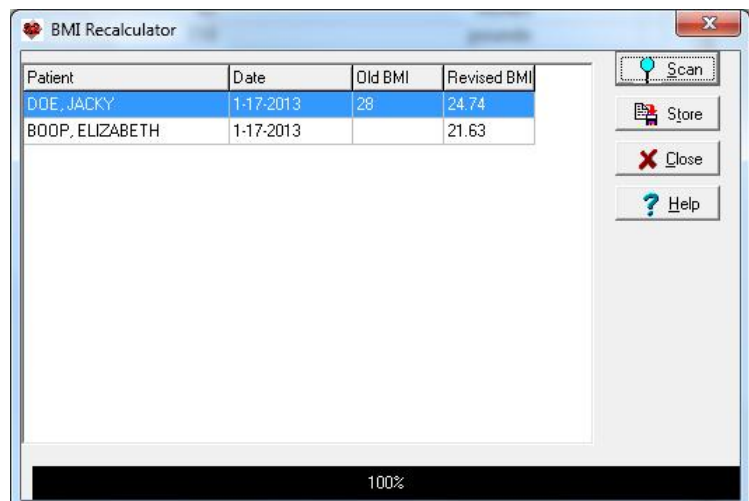 BMI Recalculator
Patient Date Old BMI Revised BMI
DOE, JACKY 1-17-2013 28 24.74
BOOP, ELIZABETH 1-17-2013 21.63
Scan
Store
Close
Help
100%